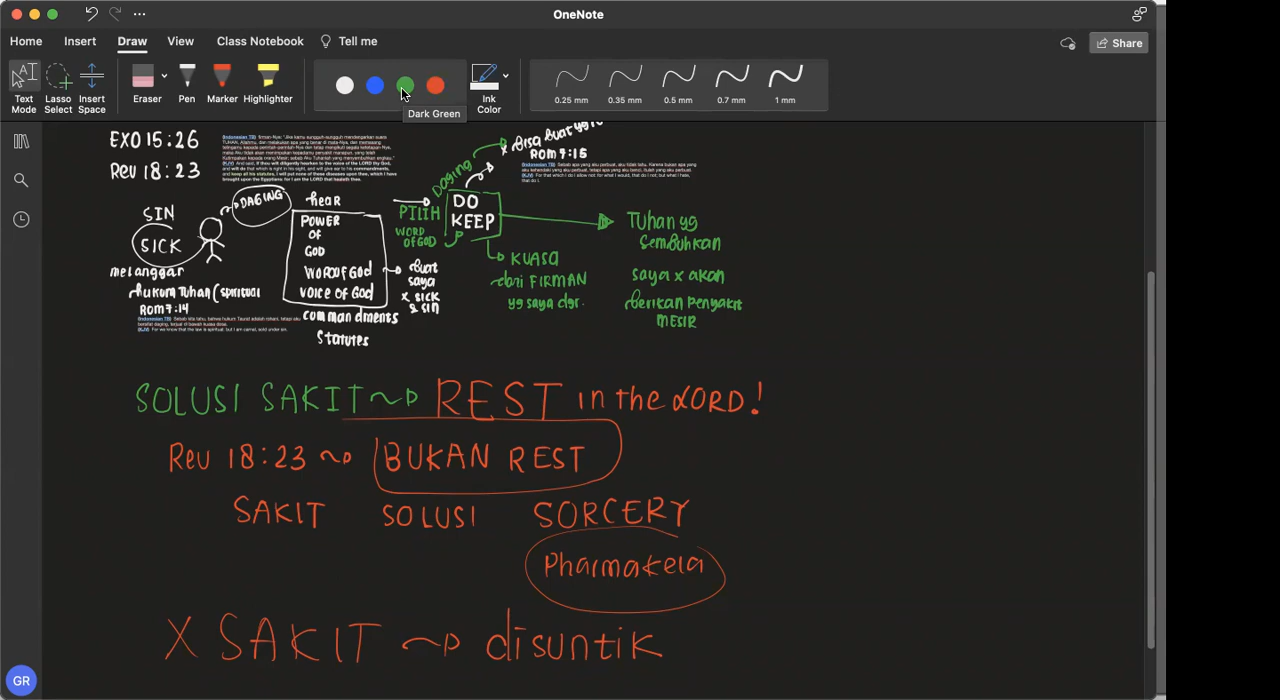 OneNote
Home Insert Draw View Class Notebook Tell me
Share
Text Mode
Lasso Select
Insert Space
Eraser
Pen
Marker
Highlighter
Ink Color
0.25 mm
0.35 mm
0.5 mm
0.7 mm
1 mm
Dark Green
EXO 15:26
Rev 18:23
SIN
SICK
DAGING
melanggar
hukum Tuhan (spiritual
ROM 7:14
hear
POWER
OF
GOD
WORD of God
VOICE of God
commandments
Statutes
buat
saya
x sick
& sin
PILIH
WORD
OF GOD
Daging
DO
KEEP
x bisa buat yg
ROM 7:15
KUASA
dari FIRMAN
yg saya dgr.
Tuhan yg
Sembuhkan
saya x akan
berikan Penyakit
MESIR
SOLUSI SAKIT ~> REST in the LORD!
Rev 18:23 ~> BUKAN REST
SAKIT SOLUSI SORCERY
Pharmakeia
X SAKIT ~> disuntik
GR